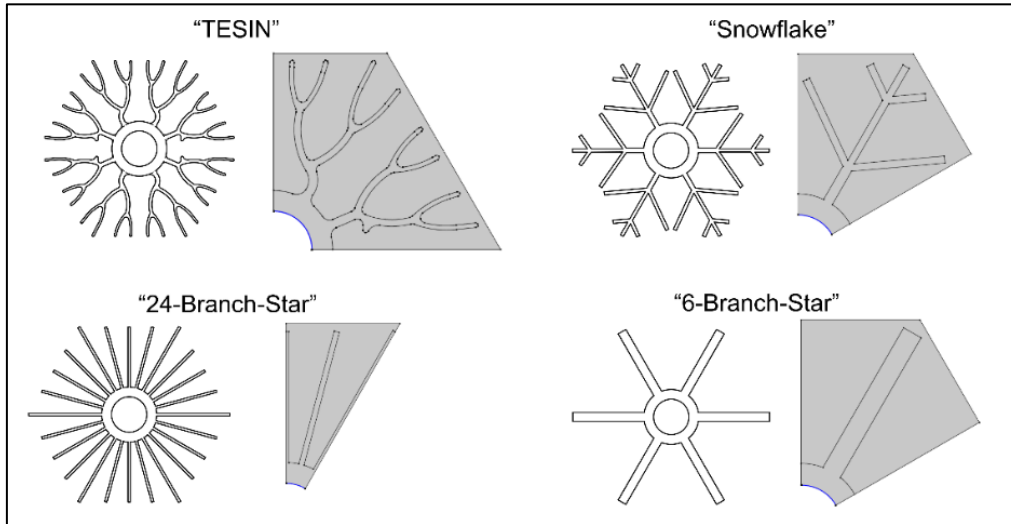 “TESIN”
“Snowflake”
“24-Branch-Star”
“6-Branch-Star”